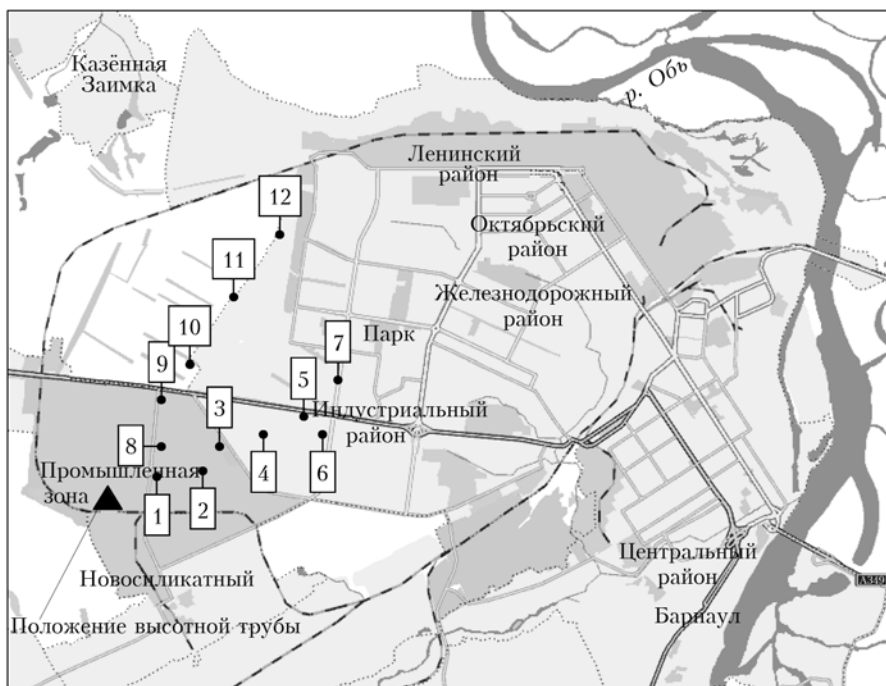 Казённая
Заимка
р. Обь
Ленинский
район
12
Октябрьский
район
11
Железнодорожный
район
10
Парк
7
9
5
3
Индустриальный
район
8
4
6
Промышленная
зона
1
2
Новосиликатный
Центральный
район
А349
Барнаул
Положение высотной трубы